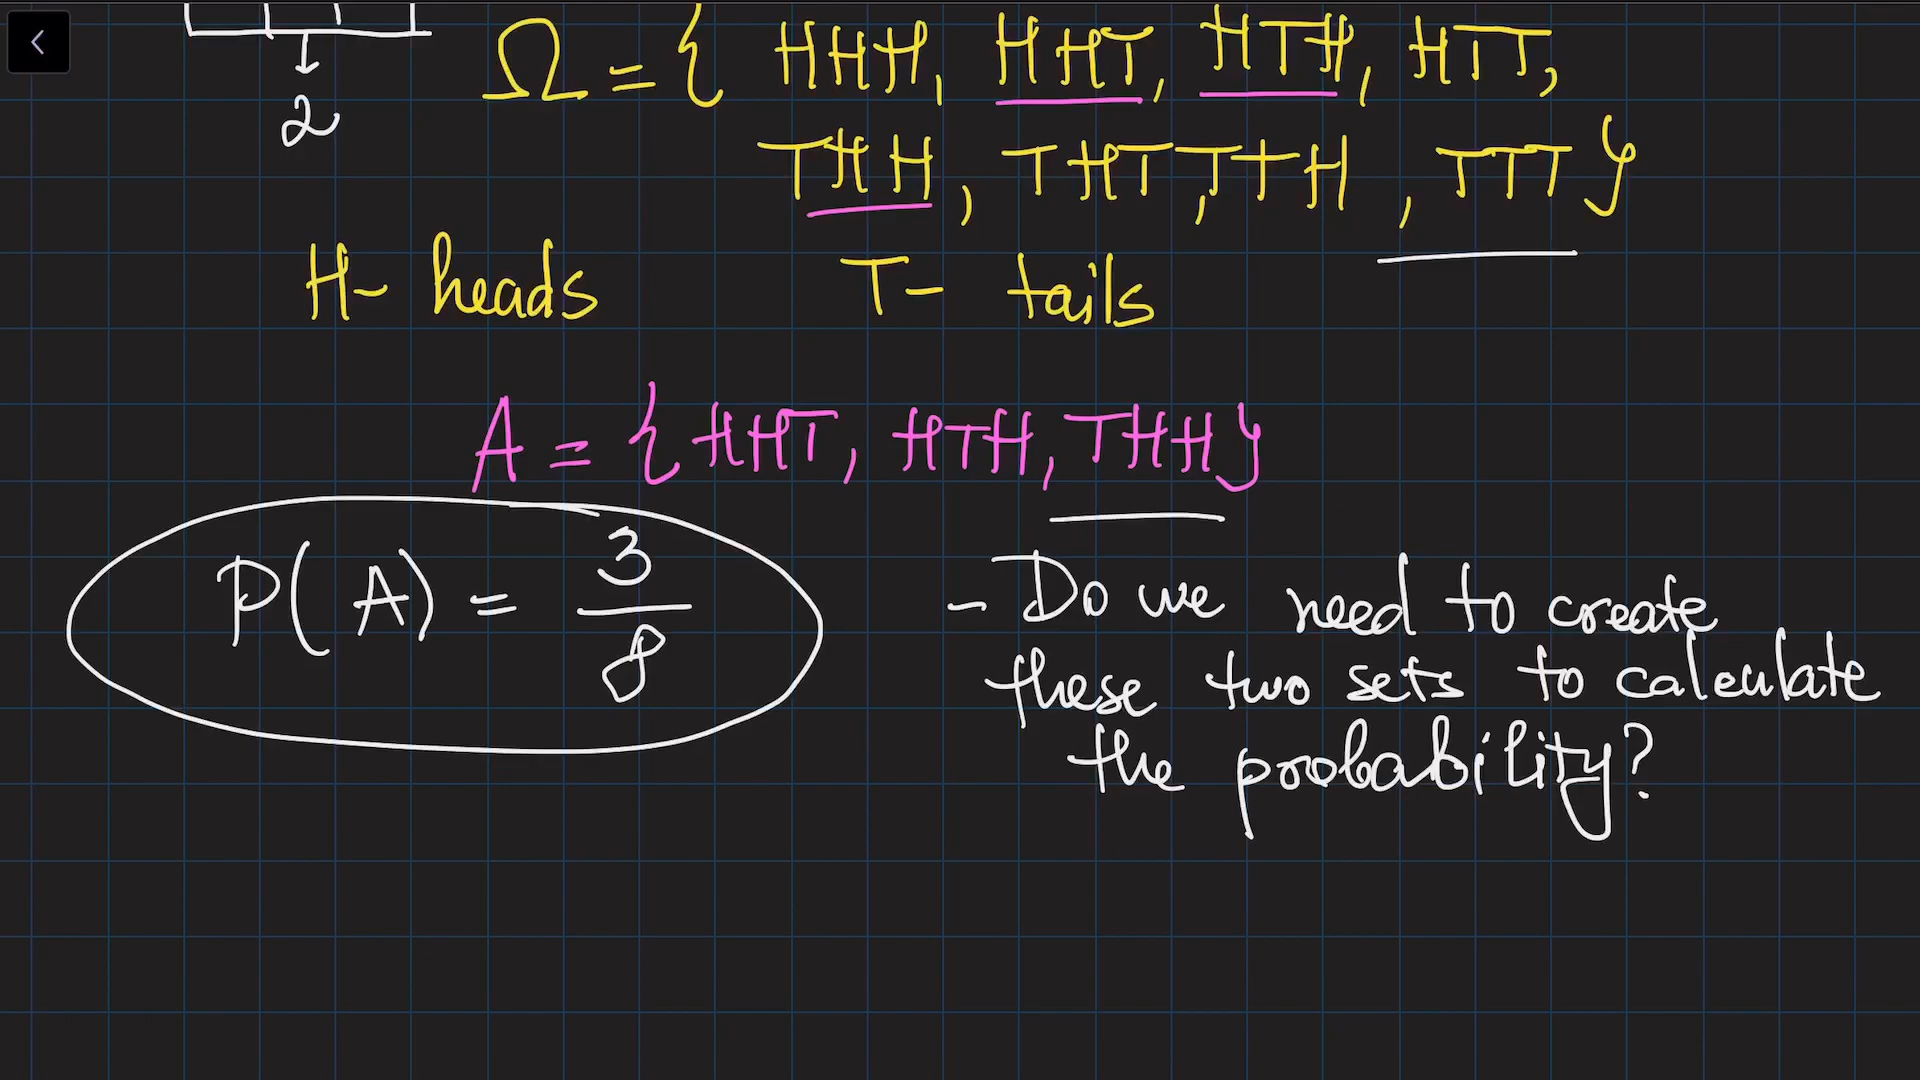 Ω = { HHH, HHT, HTH, HTT,
2
THH, THT, TTH, TTT }
H- heads T- tails
A = { HHT, HTH, THH }
P(A) = 3/8
- Do we need to create
these two sets to calculate
the probability?